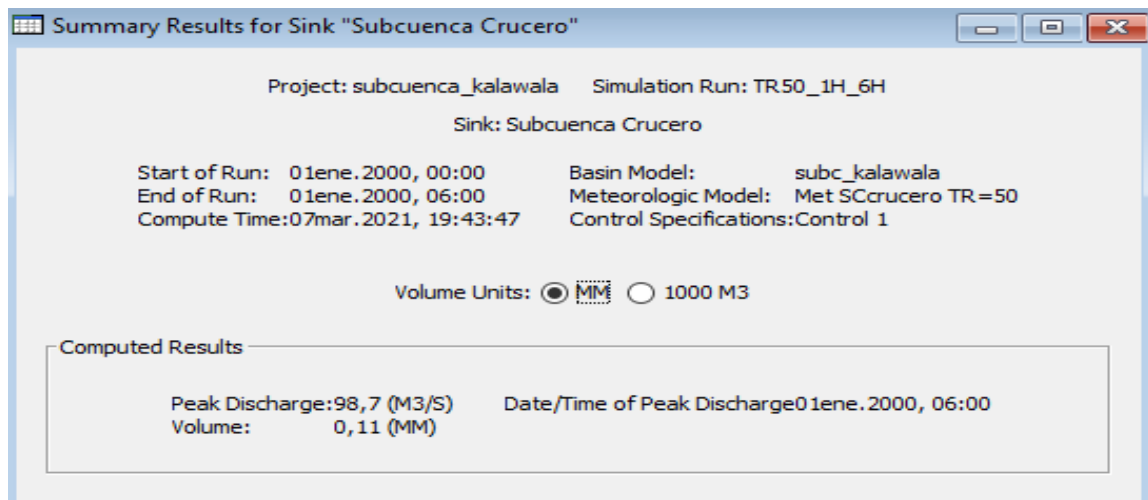 Summary Results for Sink "Subcuenca Crucero"
Project: subcuenca_kalawala Simulation Run: TR50_1H_6H
Sink: Subcuenca Crucero
Start of Run: 01ene.2000, 00:00 Basin Model: subc_kalawala
End of Run: 01ene.2000, 06:00 Meteorologic Model: Met SCcrucero TR=50
Compute Time:07mar.2021, 19:43:47 Control Specifications:Control 1
Volume Units: MM 1000 M3
Computed Results
Peak Discharge:98,7 (M3/S) Date/Time of Peak Discharge01ene.2000, 06:00
Volume: 0,11 (MM)